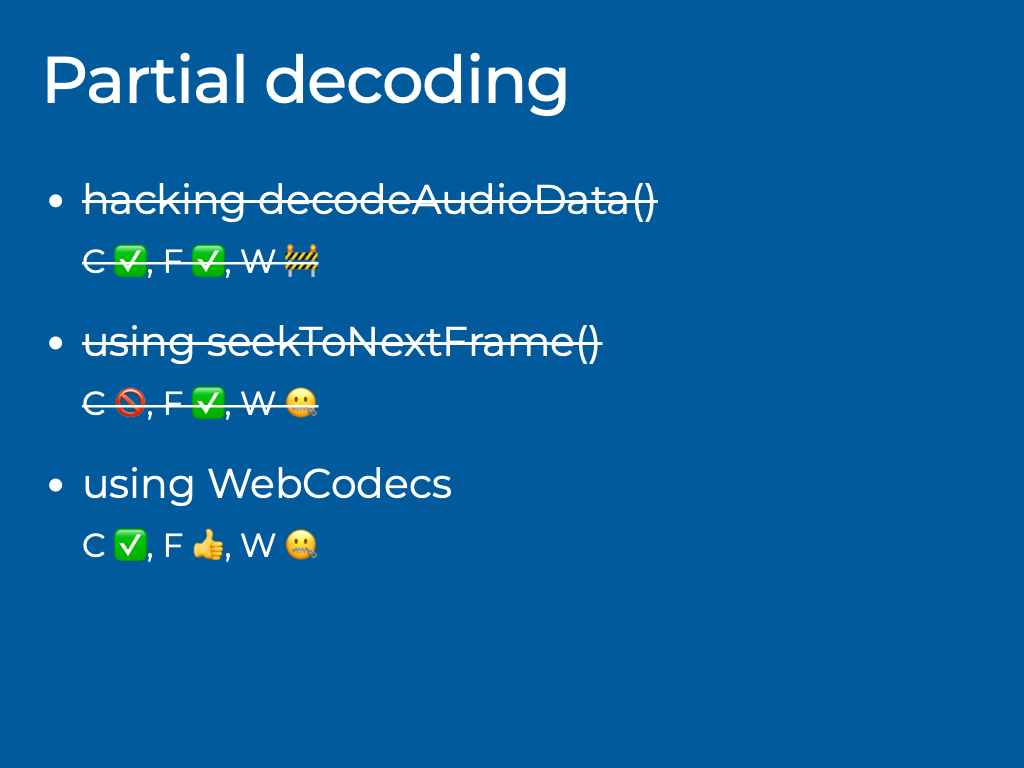 Partial decoding
• hacking decodeAudioData()
C ✅, F ✅, W 🚧
• using seekToNextFrame()
C 🚫, F ✅, W 🤐
• using WebCodecs
C ✅, F 👍, W 🤐